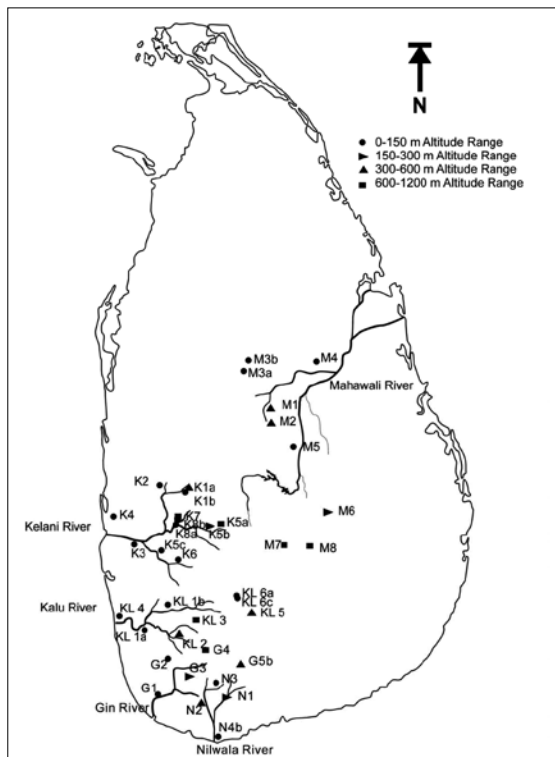 N
0-150 m Altitude Range
150-300 m Altitude Range
300-600 m Altitude Range
600-1200 m Altitude Range
M3b
M4
M3a
Mahawali River
M1
M2
M5
K2
K1a
K1b
K4
K7
K8b
K5a
M6
Kelani River
K8a
K5b
K3
K5c
K6
M7
M8
KL 6a
KL 1b
KL 6c
Kalu River
KL 4
KL 3
KL 5
KL 1a
KL 2
G4
G2
G3
G5b
N3
G1
N1
Gin River
N2
N4b
Nilwala River